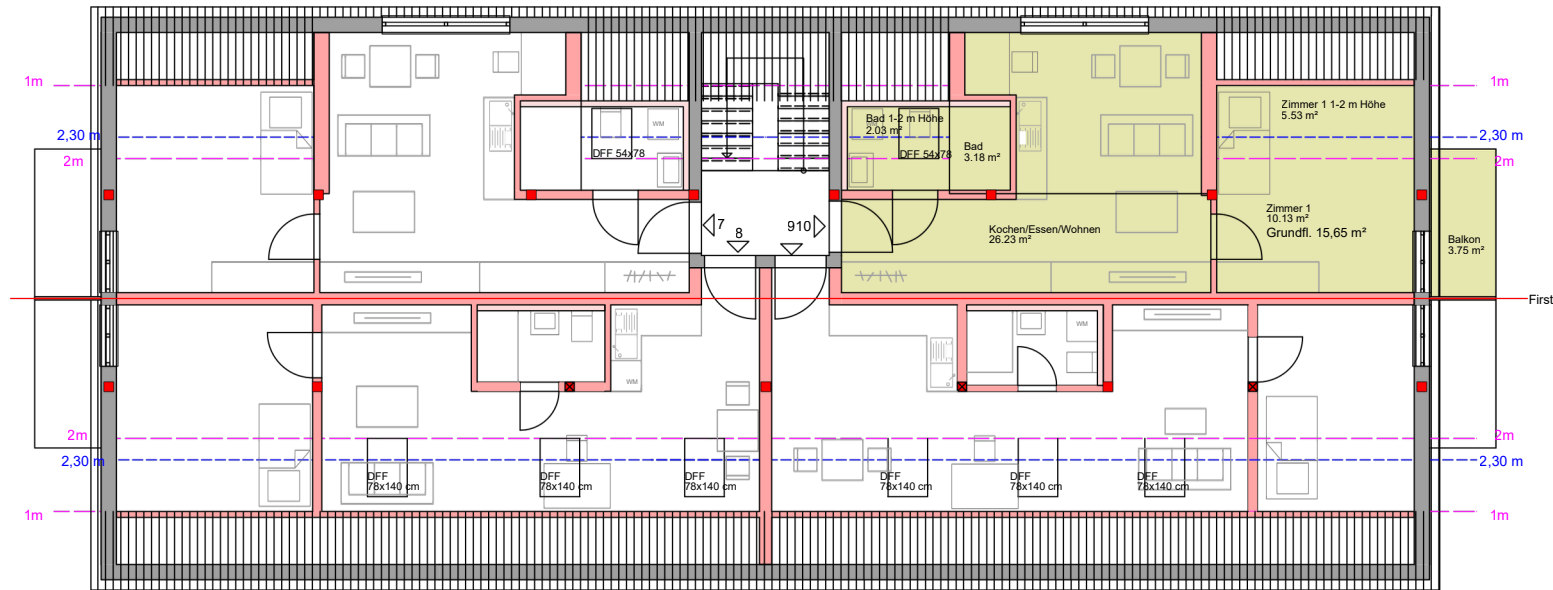 1m
1m
Zimmer 1 1-2 m Höhe
5.53 m²
Bad 1-2 m Höhe
2.03 m²
WM
2,30 m
2,30 m
DFF 54x78
DFF 54x78
Bad
3.18 m²
2m
2m
Zimmer 1
10.13 m²
Grundfl. 15,65 m²
7
8
910
Kochen/Essen/Wohnen
26.23 m²
Balkon
3.75 m²
First
WM
WM
2m
2m
2,30 m
2,30 m
DFF
78x140 cm
DFF
78x140 cm
DFF
78x140 cm
DFF
78x140 cm
DFF
78x140 cm
DFF
78x140 cm
1m
1m